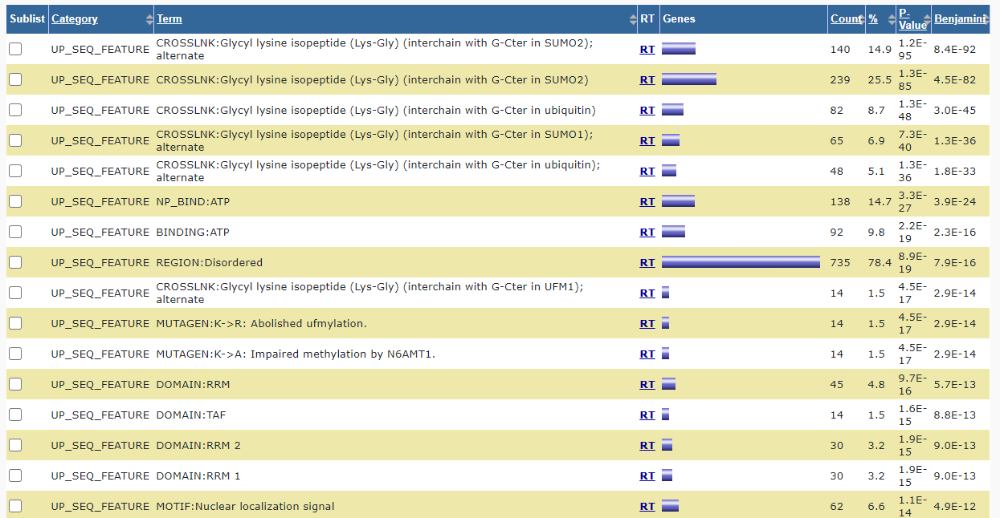 Sublist Category Term RT Genes Count % P-Value Benjamini
UP_SEQ_FEATURE CROSSLNK:Glycyl lysine isopeptide (Lys-Gly) (interchain with G-Cter in SUMO2); alternate RT 140 14.9 1.2E-95 8.4E-92
UP_SEQ_FEATURE CROSSLNK:Glycyl lysine isopeptide (Lys-Gly) (interchain with G-Cter in SUMO2) RT 239 25.5 1.3E-85 4.5E-82
UP_SEQ_FEATURE CROSSLNK:Glycyl lysine isopeptide (Lys-Gly) (interchain with G-Cter in ubiquitin) RT 82 8.7 1.3E-48 3.0E-45
UP_SEQ_FEATURE CROSSLNK:Glycyl lysine isopeptide (Lys-Gly) (interchain with G-Cter in SUMO1); alternate RT 65 6.9 7.3E-40 1.3E-36
UP_SEQ_FEATURE CROSSLNK:Glycyl lysine isopeptide (Lys-Gly) (interchain with G-Cter in ubiquitin); alternate RT 48 5.1 1.3E-36 1.8E-33
UP_SEQ_FEATURE NP_BIND:ATP RT 138 14.7 3.3E-27 3.9E-24
UP_SEQ_FEATURE BINDING:ATP RT 92 9.8 2.2E-19 2.3E-16
UP_SEQ_FEATURE REGION:Disordered RT 735 78.4 8.9E-19 7.9E-16
UP_SEQ_FEATURE CROSSLNK:Glycyl lysine isopeptide (Lys-Gly) (interchain with G-Cter in UFM1); alternate RT 14 1.5 4.5E-17 2.9E-14
UP_SEQ_FEATURE MUTAGEN:K->R: Abolished ufmylation. RT 14 1.5 4.5E-17 2.9E-14
UP_SEQ_FEATURE MUTAGEN:K->A: Impaired methylation by N6AMT1. RT 14 1.5 4.5E-17 2.9E-14
UP_SEQ_FEATURE DOMAIN:RRM RT 45 4.8 9.7E-16 5.7E-13
UP_SEQ_FEATURE DOMAIN:TAF RT 14 1.5 1.6E-15 8.8E-13
UP_SEQ_FEATURE DOMAIN:RRM 2 RT 30 3.2 1.9E-15 9.0E-13
UP_SEQ_FEATURE DOMAIN:RRM 1 RT 30 3.2 1.9E-15 9.0E-13
UP_SEQ_FEATURE MOTIF:Nuclear localization signal RT 62 6.6 1.1E-14 4.9E-12